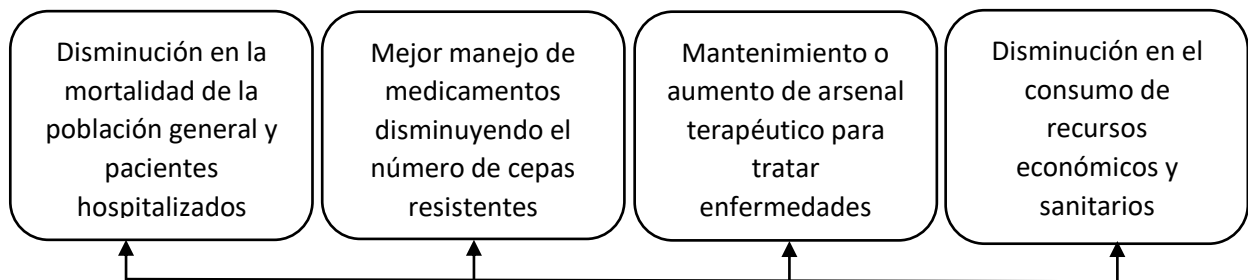 Disminución en la
mortalidad de la
población general y
pacientes
hospitalizados
Mejor manejo de
medicamentos
disminuyendo el
número de cepas
resistentes
Mantenimiento o
aumento de arsenal
terapéutico para
tratar
enfermedades
Disminución en el
consumo de
recursos
económicos y
sanitarios